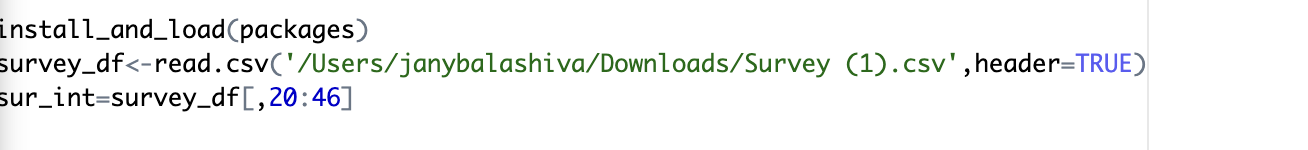 install_and_load(packages)
survey_df<-read.csv('/Users/janybalashiva/Downloads/Survey (1).csv',header=TRUE)
sur_int=survey_df[,20:46]